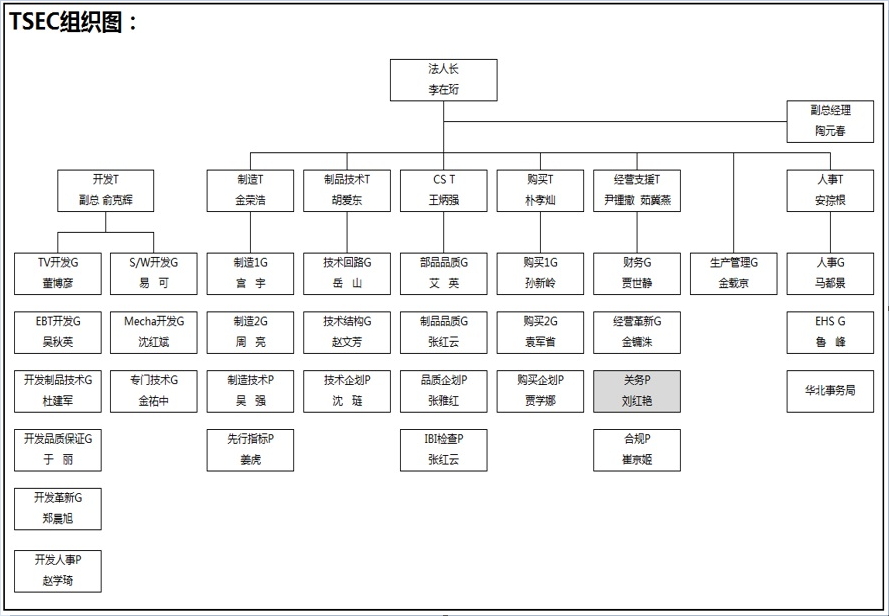 TSEC组织图：
法人长
李在珩
副总经理
陶元春
开发T
副总 俞克辉
制造T
金荣浩
制品技术T
胡爱东
CS T
王炳强
购买T
朴孝灿
经营支援T
尹锺撤 茹冀燕
人事T
安孮根
TV开发G
董博彦
S/W开发G
易 可
制造1G
宫 宇
技术回路G
岳 山
部品品质G
艾 英
购买1G
孙新岭
财务G
贾世静
生产管理G
金载京
人事G
马都景
EBT开发G
吴秋英
Mecha开发G
沈红斌
制造2G
周 亮
技术结构G
赵文芳
制品品质G
张红云
购买2G
袁军省
经营革新G
金镛洙
EHS G
鲁 峰
开发制品技术G
杜建军
专门技术G
金祐中
制造技术P
吴 强
技术企划P
沈 琏
品质企划P
张雅红
购买企划P
贾学娜
关务P
刘红艳
华北事务局
开发品质保证G
于 丽
先行指标P
姜虎
IBI检查P
张红云
合规P
崔京姬
开发革新G
郑晨旭
开发人事P
赵学琦